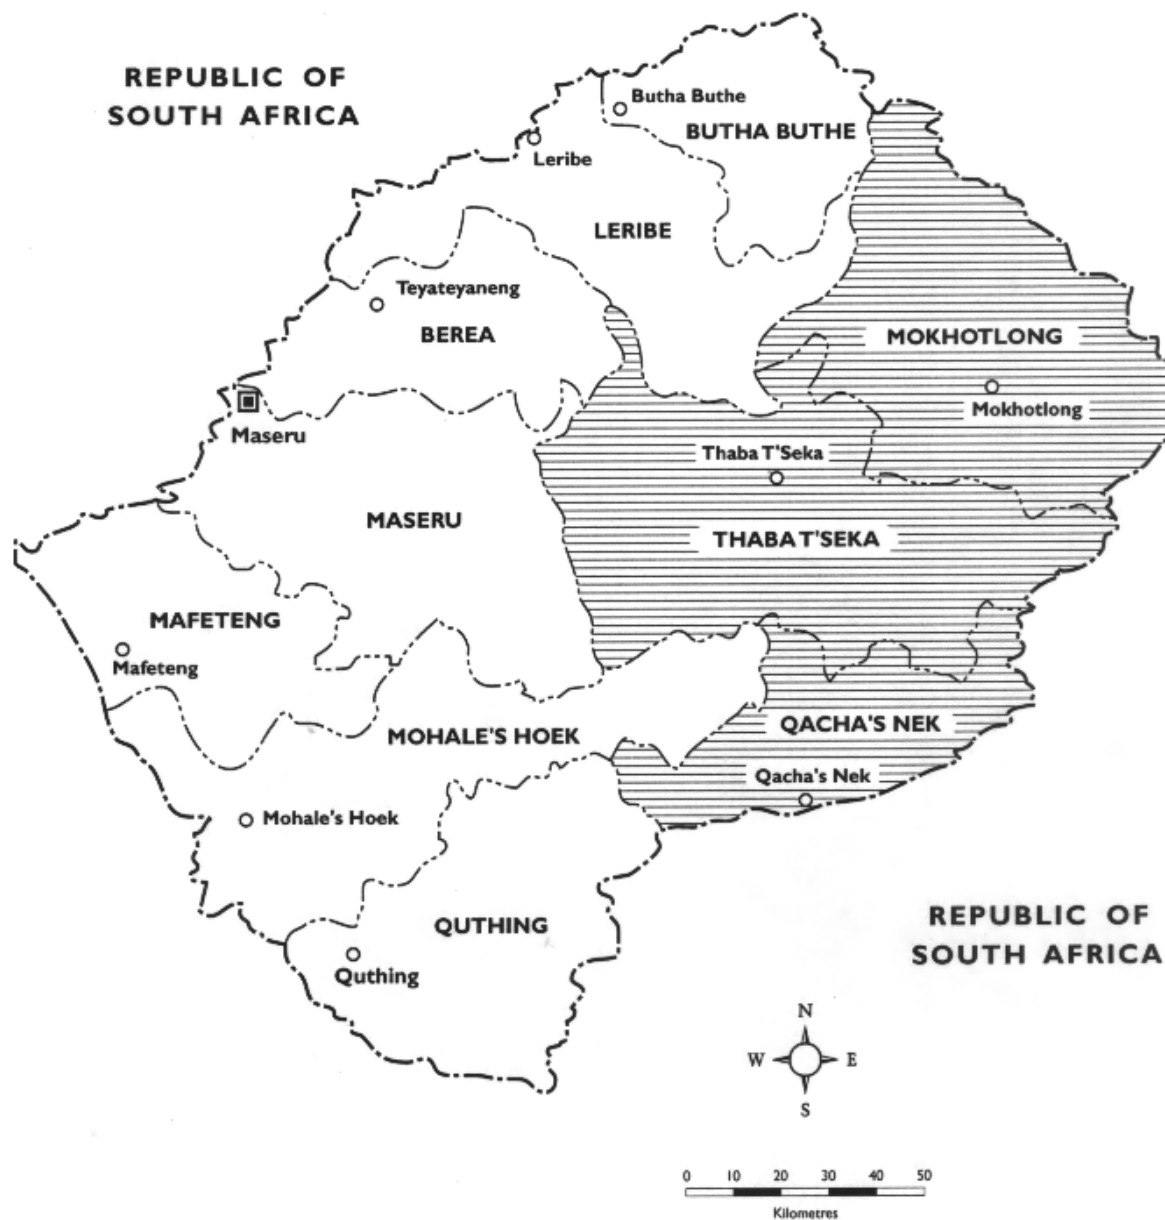 REPUBLIC OF
SOUTH AFRICA
Butha Buthe
BUTHA BUTHE
Leribe
LERIBE
Teyateyaneng
BEREA
MOKHOTLONG
Mokhotlong
Maseru
Thaba T'Seka
MASERU
THABA T'SEKA
MAFETENG
Mafeteng
MOHALE'S HOEK
QACHA'S NEK
Qacha's Nek
Mohale's Hoek
QUTHING
Quthing
REPUBLIC OF
SOUTH AFRICA
N
W E
S
0 10 20 30 40 50
Kilometres